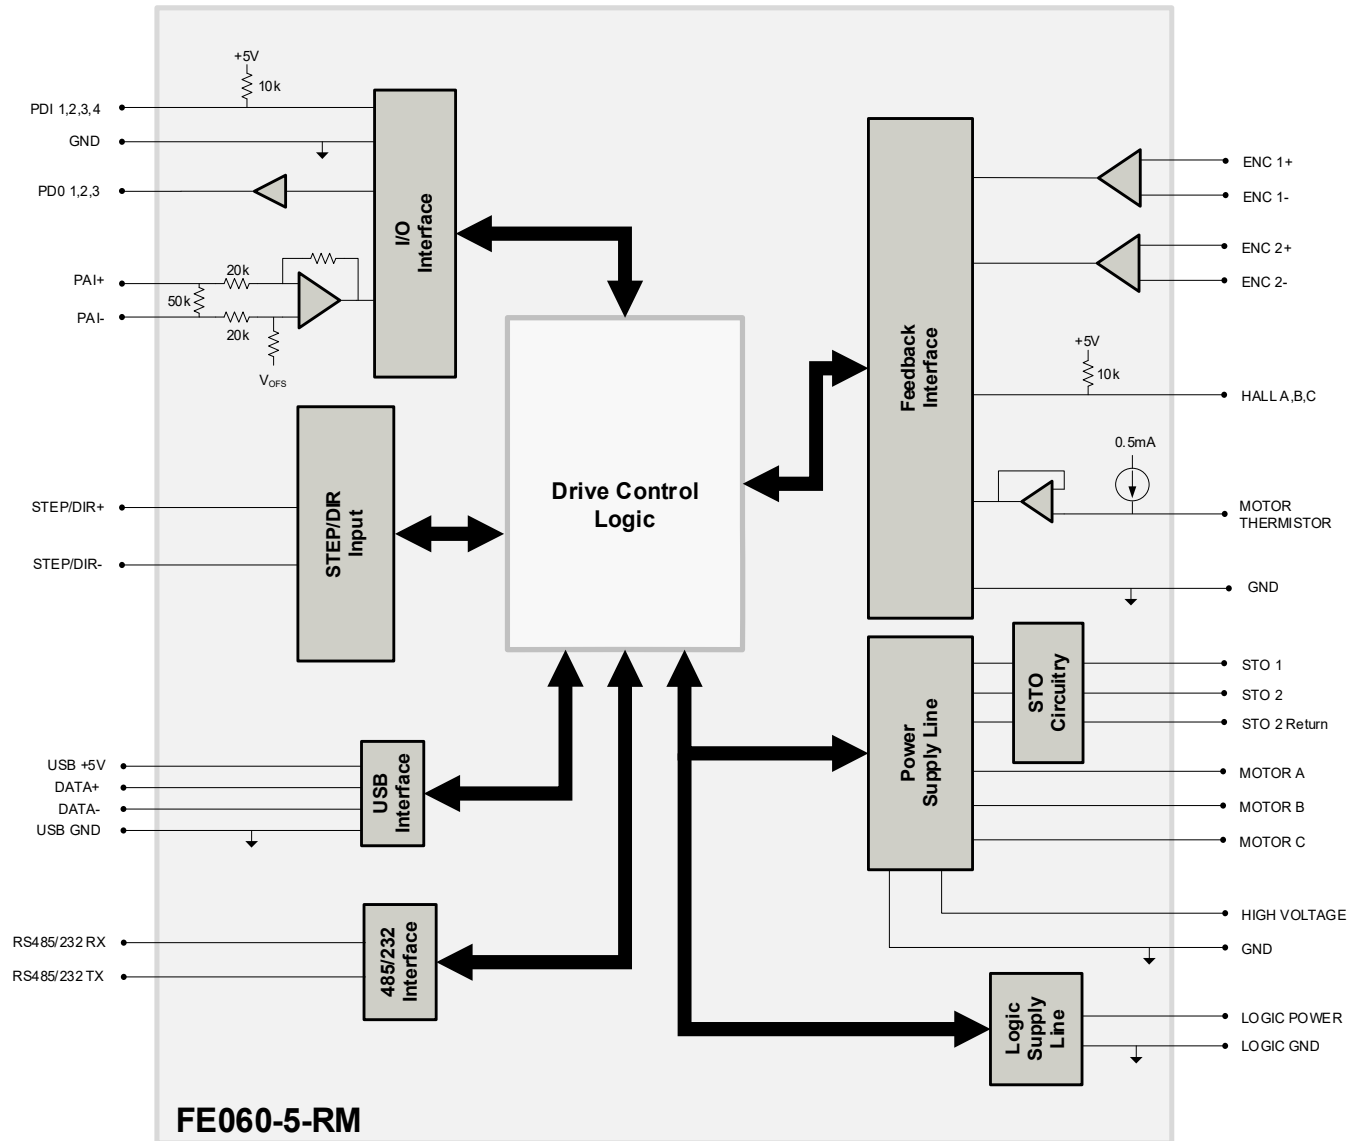 +5V
10k
PDI 1,2,3,4
GND
PD0 1,2,3
I/O
Interface
PAI+
20k
50k
PAI-
20k
VOFS
STEP/DIR+
STEP/DIR-
STEP/DIR
Input
Drive Control
Logic
USB +5V
DATA+
DATA-
USB GND
USB
Interface
RS485/232 RX
RS485/232 TX
485/232
Interface
Feedback
Interface
ENC 1+
ENC 1-
ENC 2+
ENC 2-
+5V
10k
HALL A,B,C
0.5mA
MOTOR
THERMISTOR
GND
Power
Supply Line
STO
Circuitry
STO 1
STO 2
STO 2 Return
MOTOR A
MOTOR B
MOTOR C
HIGH VOLTAGE
GND
Logic
Supply
Line
LOGIC POWER
LOGIC GND
FE060-5-RM